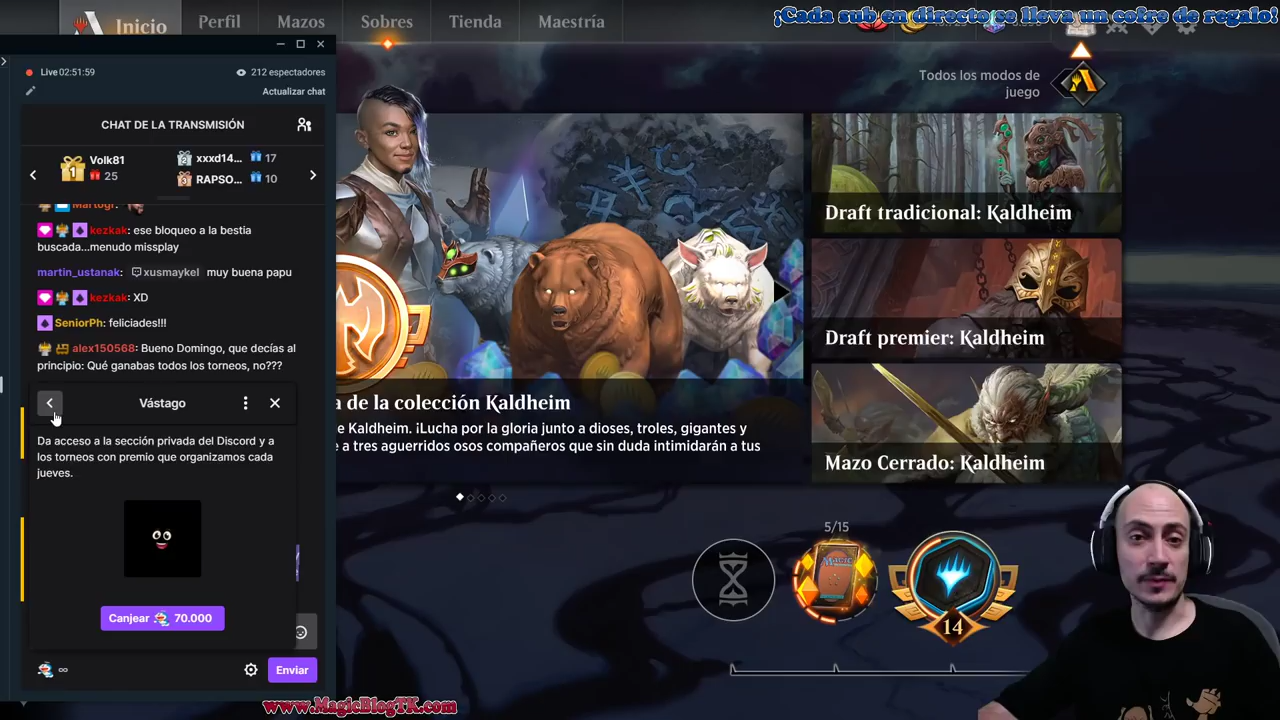 Inicio
Perfil
Mazos
Sobres
Tienda
Maestría
¡Cada sub en directo se lleva un cofre de regalo!
Live 02:51:59
212 espectadores
Actualizar chat
Todos los modos de
juego
CHAT DE LA TRANSMISIÓN
1
Volk81
25
2
xxxd14...
17
3
RAPSO...
10
Martogr:
kezkak: ese bloqueo a la bestia
buscada...menudo missplay
martin_ustanak: xusmaykel muy buena papu
kezkak: XD
SeniorPh: feliciades!!!
alex150568: Bueno Domingo, que decías al
principio: Qué ganabas todos los torneos, no???
Vástago
Da acceso a la sección privada del Discord y a
los torneos con premio que organizamos cada
jueves.
Canjear 70.000
∞
Enviar
a de la colección Kaldheim
e Kaldheim. ¡Lucha por la gloria junto a dioses, troles, gigantes y
e a tres aguerridos osos compañeros que sin duda intimidarán a tus
Draft tradicional: Kaldheim
Draft premier: Kaldheim
Mazo Cerrado: Kaldheim
5/15
14
www.MagicBlogTK.com